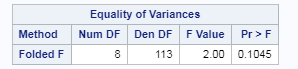 Equality of Variances
Method Num DF Den DF F Value Pr > F
Folded F 8 113 2.00 0.1045